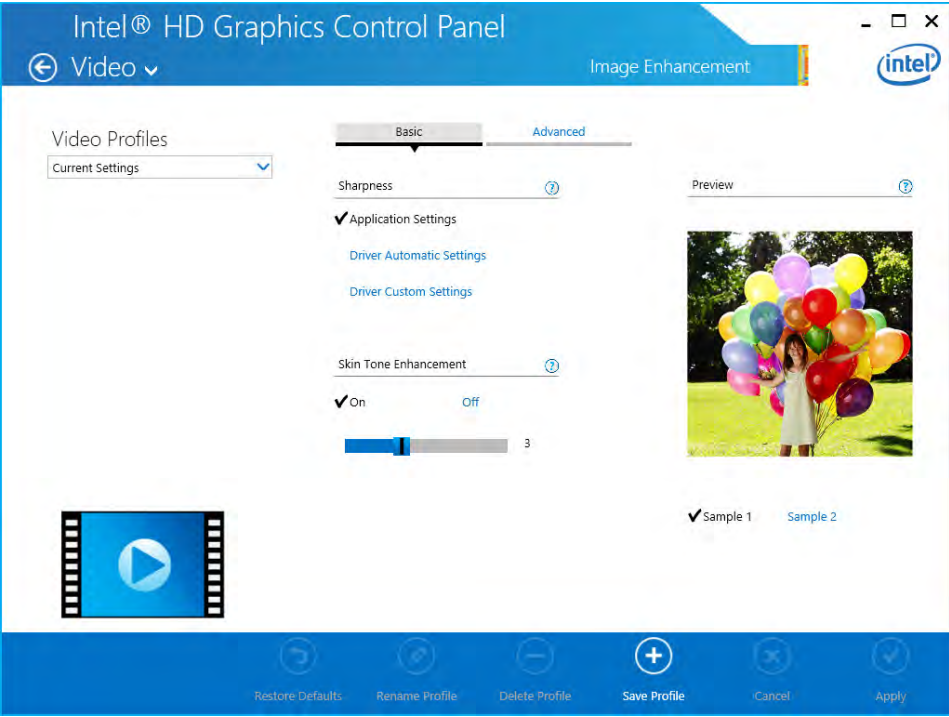 Intel® HD Graphics Control Panel
Video
Image Enhancement
intel
Video Profiles
Current Settings
Basic
Advanced
Sharpness
?
Application Settings
Driver Automatic Settings
Driver Custom Settings
Skin Tone Enhancement
?
On
Off
3
Preview
?
Sample 1
Sample 2
Restore Defaults
Rename Profile
Delete Profile
Save Profile
Cancel
Apply